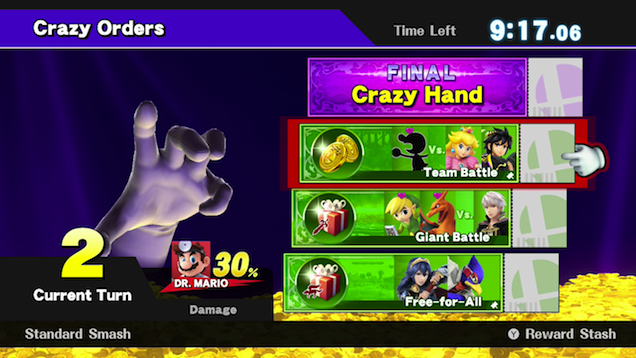 Crazy Orders
Time Left 9:17.06
FINAL
Crazy Hand
Vs.
Team Battle
Vs.
Giant Battle
Free-for-All
2
Current Turn
DR. MARIO
30%
Damage
Standard Smash
Y Reward Stash